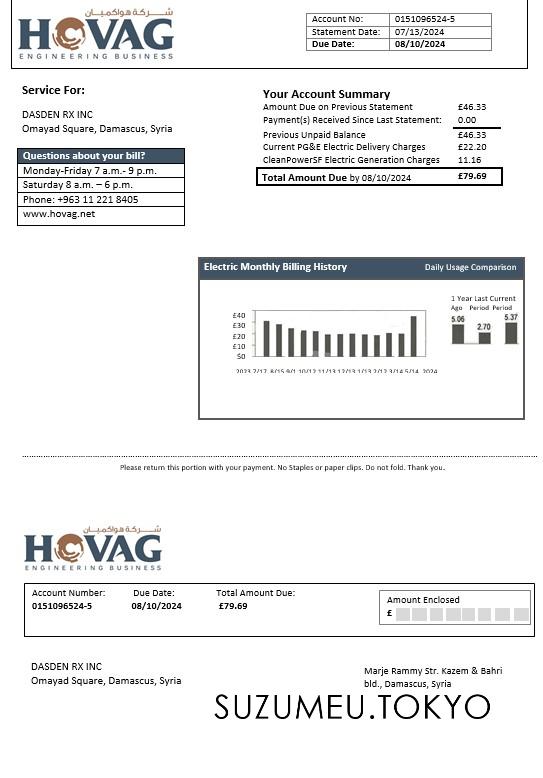 شركة هواكميان
HOVAG
ENGINEERING BUSINESS
Account No: 0151096524-5
Statement Date: 07/13/2024
Due Date: 08/10/2024
Service For:
DASDEN RX INC
Omayad Square, Damascus, Syria
Questions about your bill?
Monday-Friday 7 a.m.- 9 p.m.
Saturday 8 a.m. – 6 p.m.
Phone: +963 11 221 8405
www.hovag.net
Your Account Summary
Amount Due on Previous Statement £46.33
Payment(s) Received Since Last Statement: 0.00
Previous Unpaid Balance £46.33
Current PG&E Electric Delivery Charges £22.20
CleanPowerSF Electric Generation Charges 11.16
Total Amount Due by 08/10/2024 £79.69
Electric Monthly Billing History Daily Usage Comparison
1 Year Last Current
Ago Period Period
5.06 2.70 5.37
£40
£30
£20
£10
$0
2023 7/17 8/15 9/1 10/12 11/13 12/13 1/13 2/13 3/14 5/14 2024
Please return this portion with your payment. No Staples or paper clips. Do not fold. Thank you.
شركة هواكميان
HOVAG
ENGINEERING BUSINESS
Account Number: Due Date: Total Amount Due:
0151096524-5 08/10/2024 £79.69
Amount Enclosed
£
DASDEN RX INC
Omayad Square, Damascus, Syria
Marje Rammy Str. Kazem & Bahri
bld., Damascus, Syria
SUZUMEU.TOKYO